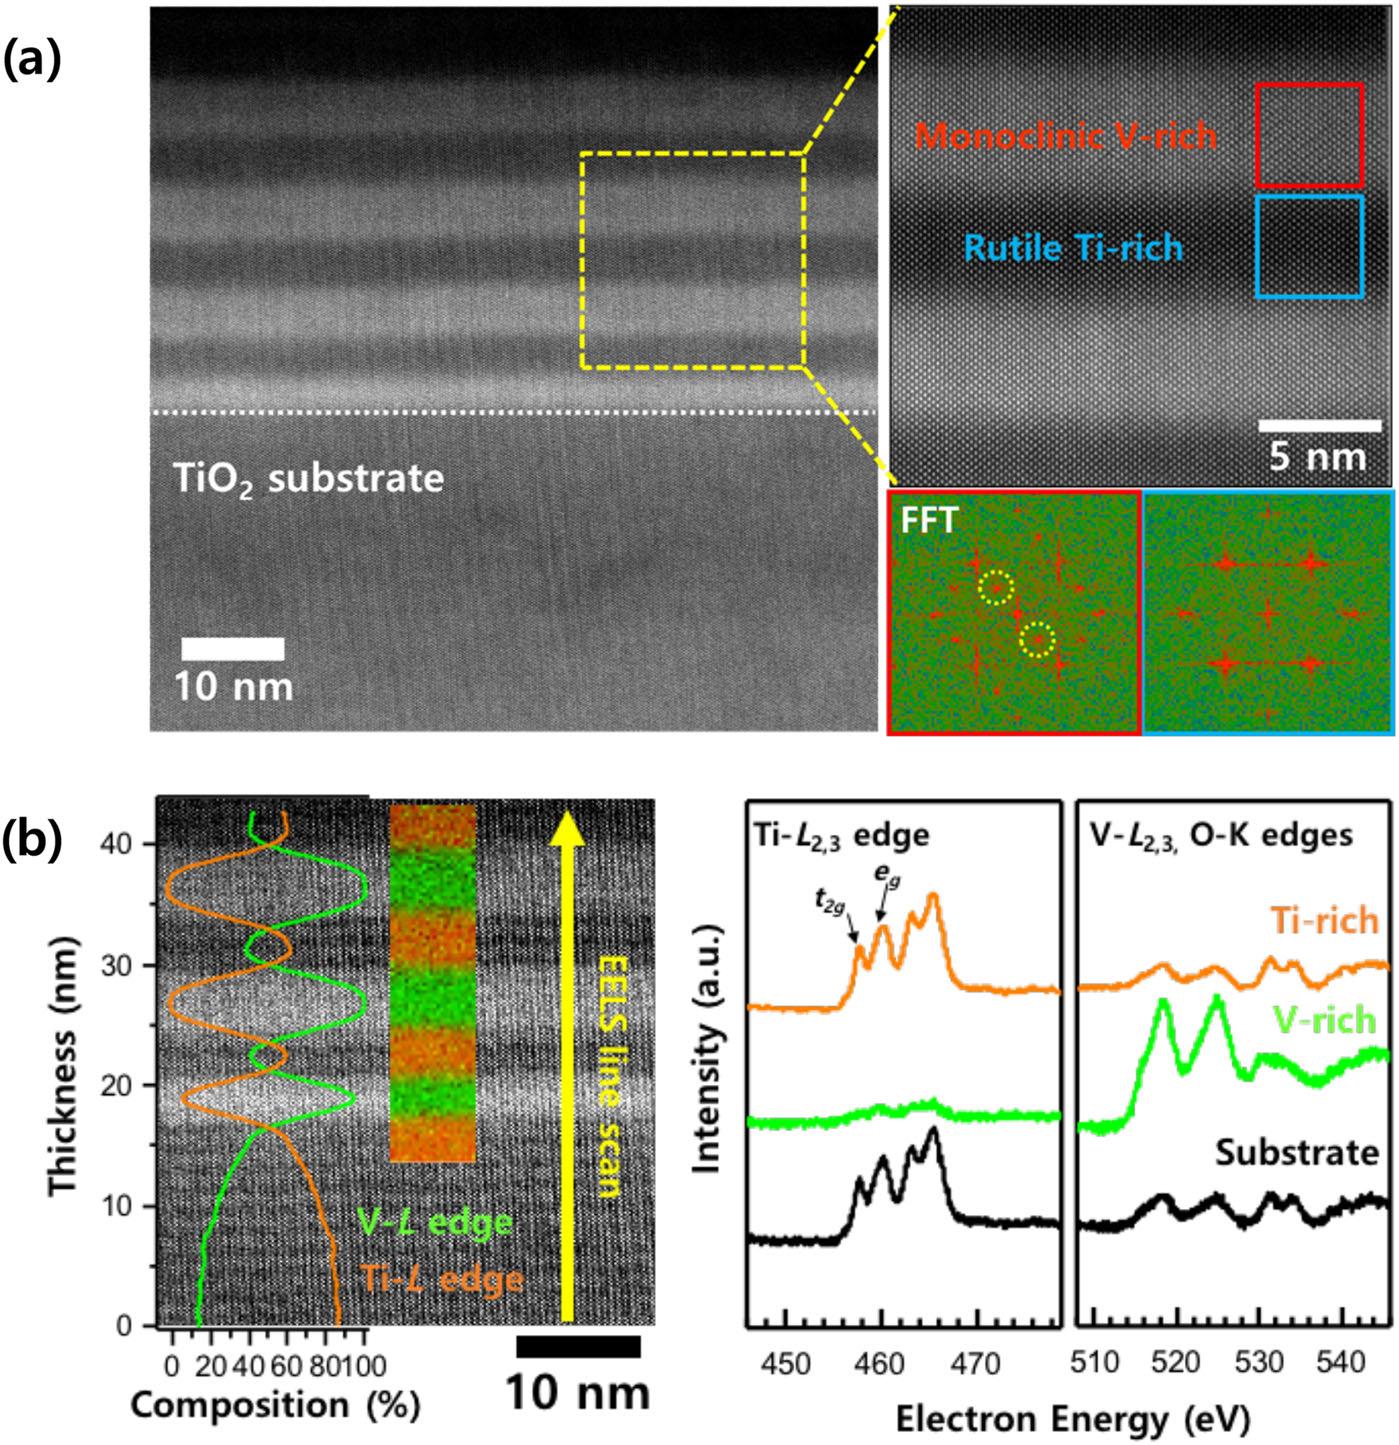 (a)
Monoclinic V-rich
Rutile Ti-rich
5 nm
TiO₂ substrate
10 nm
FFT
(b)
40
30
20
10
0
Thickness (nm)
0 20 40 60 80 100
Composition (%)
V-L edge
Ti-L edge
EELS line scan
10 nm
Intensity (a.u.)
Ti-L₂,₃ edge
t₂g
eg
450 460 470
V-L₂,₃, O-K edges
Ti-rich
V-rich
Substrate
510 520 530 540
Electron Energy (eV)